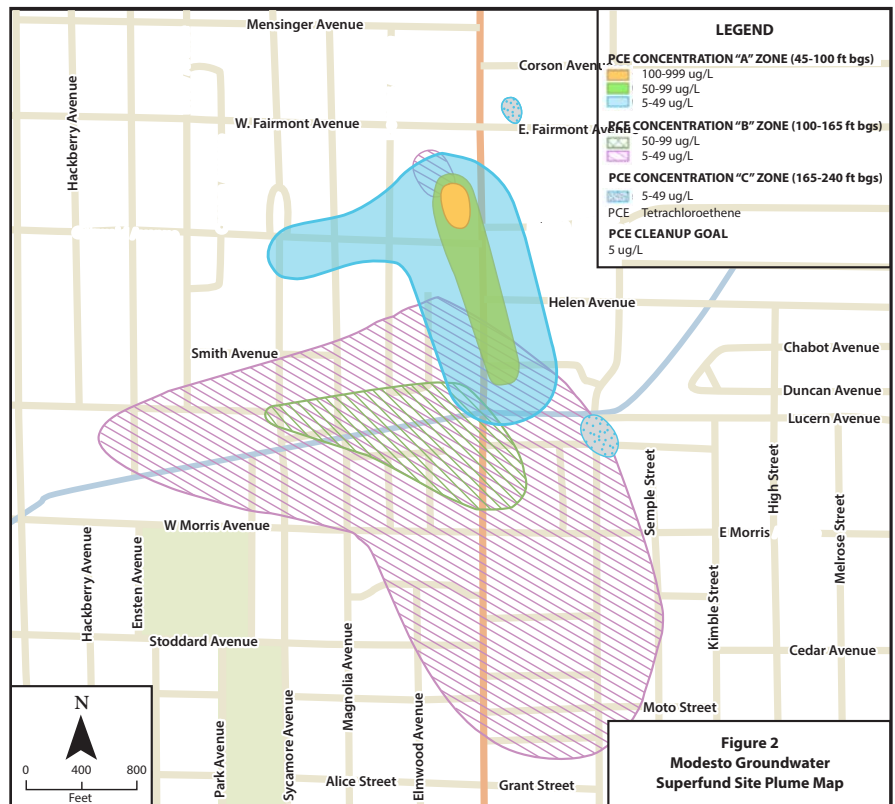 Mensinger Avenue
Corson Avenu
Hackberry Avenue
W. Fairmont Avenue
E. Fairmont Avenue
LEGEND
PCE CONCENTRATION "A" ZONE (45-100 ft bgs)
100-999 ug/L
50-99 ug/L
5-49 ug/L
PCE CONCENTRATION "B" ZONE (100-165 ft bgs)
50-99 ug/L
5-49 ug/L
PCE CONCENTRATION "C" ZONE (165-240 ft bgs)
5-49 ug/L
PCE Tetrachloroethene
PCE CLEANUP GOAL
5 ug/L
Helen Avenue
Smith Avenue
Chabot Avenue
Duncan Avenue
Lucern Avenue
Semple Street
High Street
Melrose Street
W Morris Avenue
E Morris
Hackberry Avenue
Ensten Avenue
Kimble Street
Stoddard Avenue
Cedar Avenue
Magnolia Avenue
Moto Street
Park Avenue
Sycamore Avenue
Elmwood Avenue
Alice Street
Grant Street
N
0 400 800
Feet
Figure 2
Modesto Groundwater
Superfund Site Plume Map